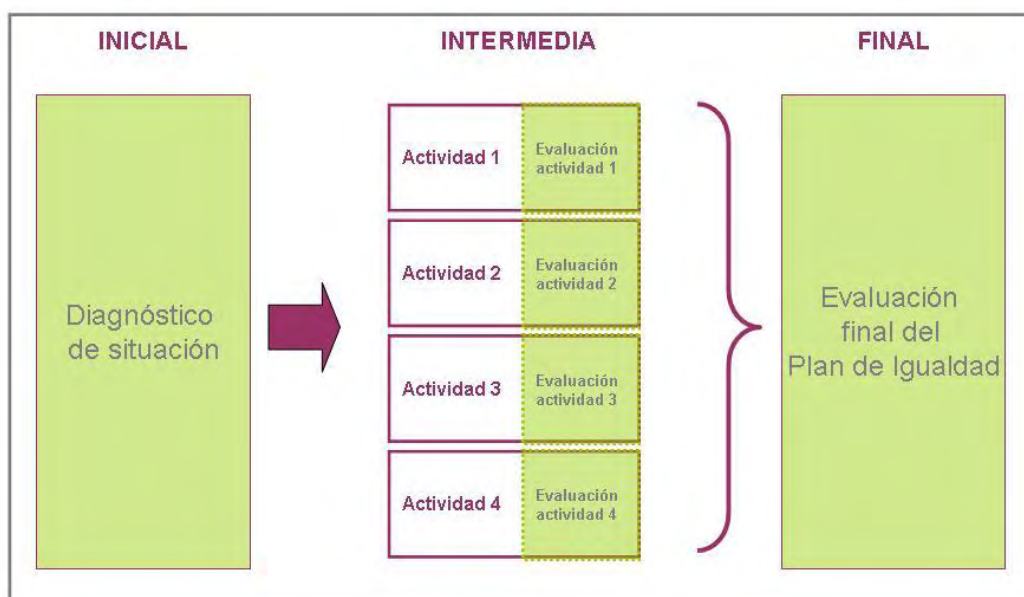 INICIAL
INTERMEDIA
FINAL
Diagnóstico
de situación
Actividad 1
Evaluación
actividad 1
Actividad 2
Evaluación
actividad 2
Actividad 3
Evaluación
actividad 3
Actividad 4
Evaluación
actividad 4
Evaluación
final del
Plan de Igualdad